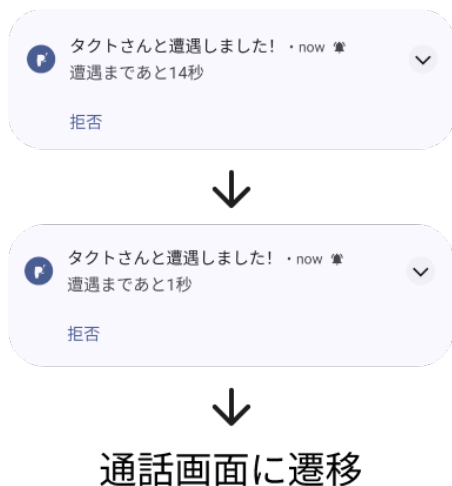 タクトさんと遭遇しました！ ・now
遭遇まであと14秒
拒否
タクトさんと遭遇しました！ ・now
遭遇まであと1秒
拒否
通話画面に遷移